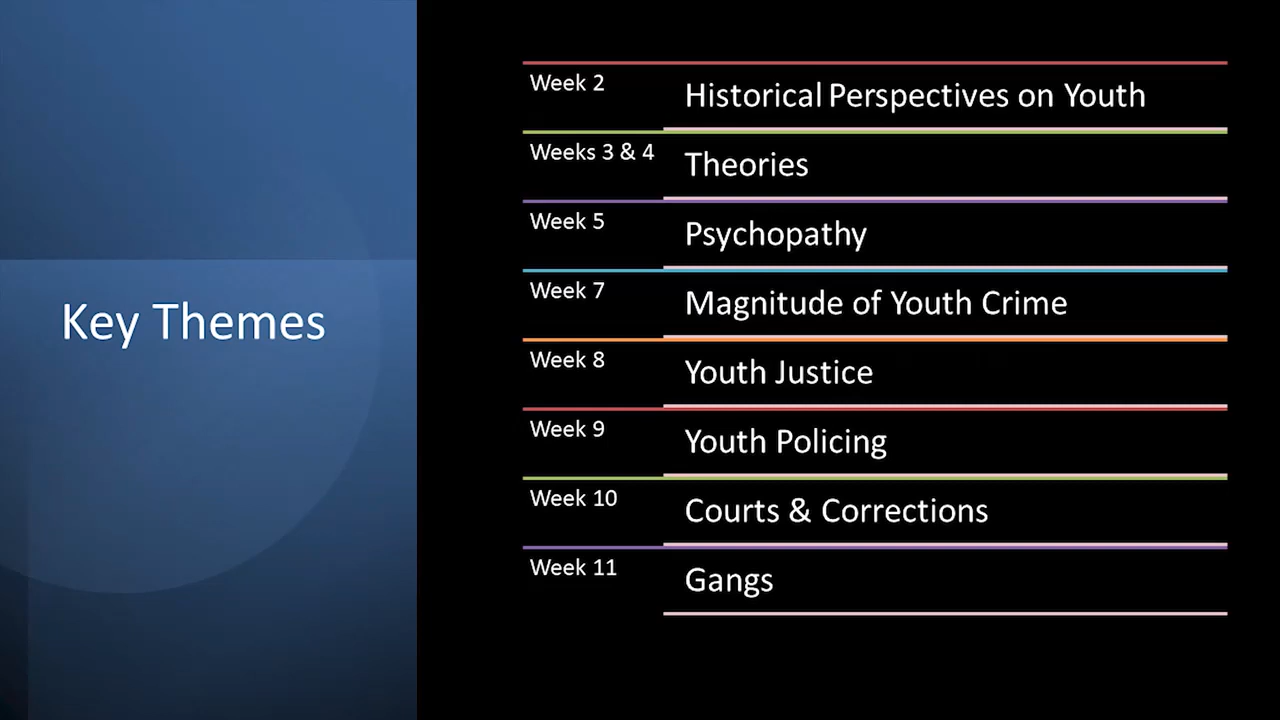 Key Themes
Week 2
Historical Perspectives on Youth
Weeks 3 & 4
Theories
Week 5
Psychopathy
Week 7
Magnitude of Youth Crime
Week 8
Youth Justice
Week 9
Youth Policing
Week 10
Courts & Corrections
Week 11
Gangs